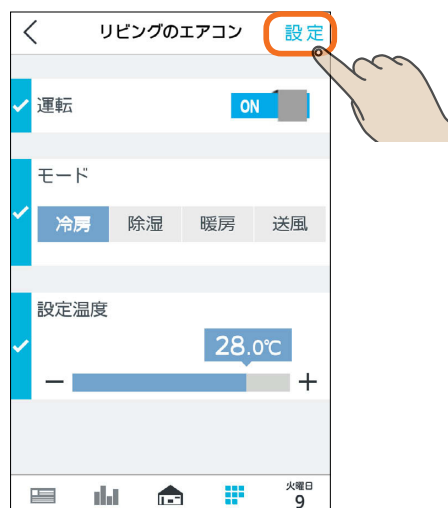 リビングのエアコン 設定
運転 ON
モード
冷房 除湿 暖房 送風
設定温度
28.0℃
− +
火曜日
9